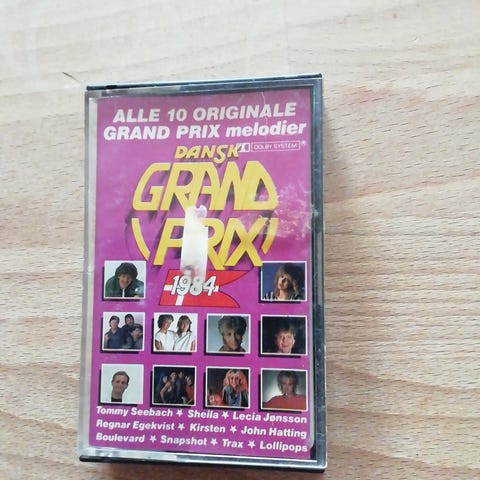 ALLE 10 ORIGINALE
GRAND PRIX melodier
DANSK
DOLBY SYSTEM ®
GRAND
PRIX
1984
Tommy Seebach ★ Sheila ★ Lecia Jønsson
Regnar Egekvist ★ Kirsten ★ John Hatting
Boulevard ★ Snapshot ★ Trax ★ Lollipops